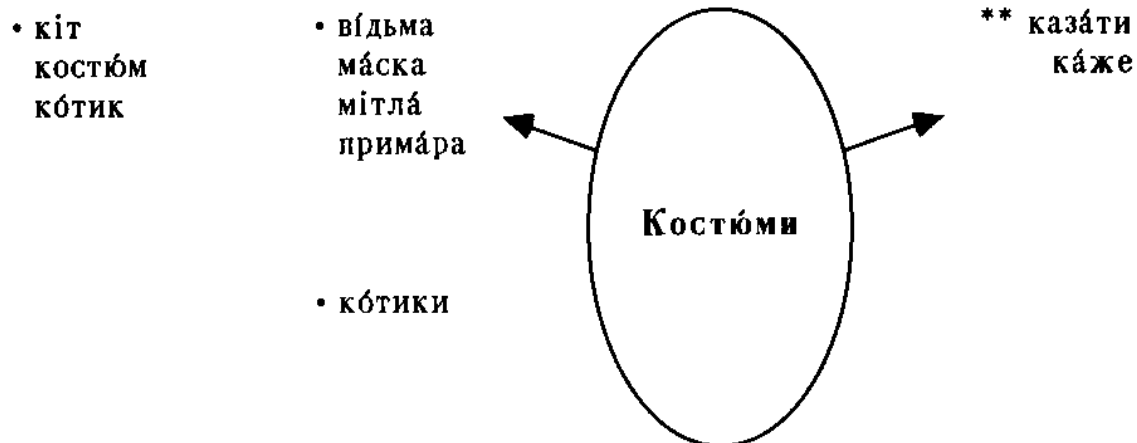 • кіт
костю́м
ко́тик
• ві́дьма
ма́ска
мітла́
прима́ра
• ко́тики
Костю́ми
** каза́ти
ка́же